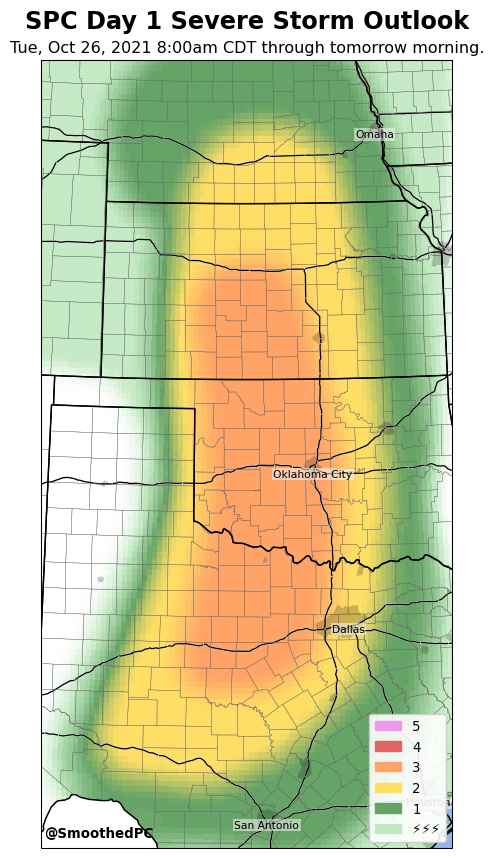 SPC Day 1 Severe Storm Outlook
Tue, Oct 26, 2021 8:00am CDT through tomorrow morning.
Omaha
Oklahoma City
Dallas
5
4
3
2
1
⚡⚡⚡
Houston
San Antonio
@SmoothedPC